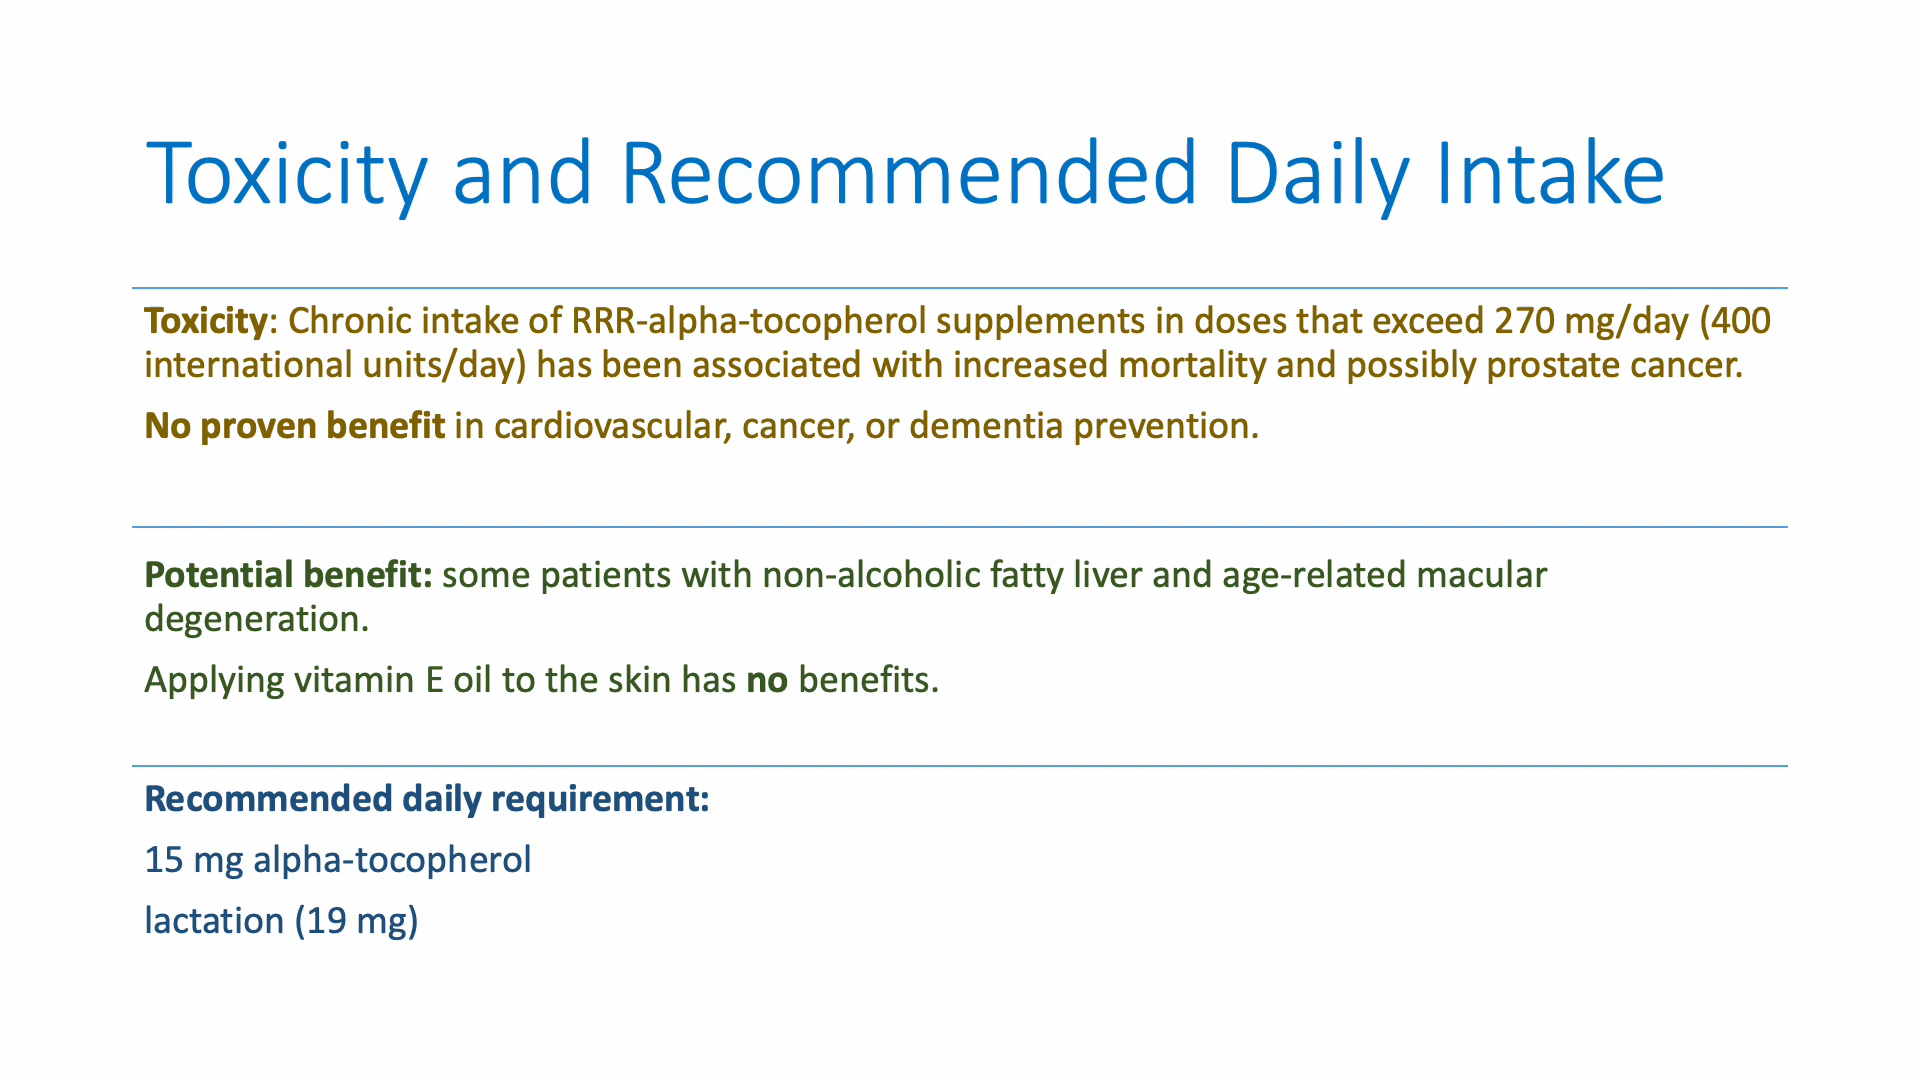 Toxicity and Recommended Daily Intake
Toxicity: Chronic intake of RRR-alpha-tocopherol supplements in doses that exceed 270 mg/day (400
international units/day) has been associated with increased mortality and possibly prostate cancer.
No proven benefit in cardiovascular, cancer, or dementia prevention.
Potential benefit: some patients with non-alcoholic fatty liver and age-related macular
degeneration.
Applying vitamin E oil to the skin has no benefits.
Recommended daily requirement:
15 mg alpha-tocopherol
lactation (19 mg)